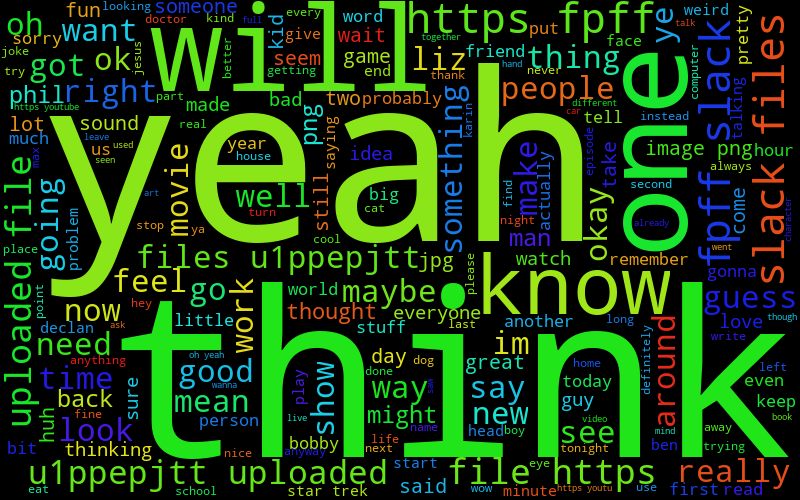 oh
sorry
joke
try
fun
looking
doctor
kind
full
someone
every
together
will
https fpff
ye
weird
talk
pretty
want
got
ok
jesus
better
getting
kid
seem
give
wait
word
game
end
liz
friend
thank
hand
thing
put
face
never
slack
computer
talking
slack files
phil
right
https youtube
part
made
real
bad
two
probably
png
saying
something
karin
people
different
car
tell
one
instead
lot
much
us
seen
used
leave
sound
yeah
movie
year
house
idea
image png
hour
always
max
art
well
turn
still
big
cat
find
night
make
man
actually
episode
take
okay
second
already
fpff
come
went
character
uploaded file
place
going
problem
stop
ya
cool
files u1ppepjtt
jpg
please
watch
remember
gonna
point
now
hey
feel
go
work
world
maybe
everyone
know
guess
declan
ask
little
thought
stuff
last
another
long
love
write
though
need
anything
oh yeah
think
im
definitely
around
time
sure
good
wanna
day
done
dog
great
home
left
back
huh
fine
mean
show
play
way
saw
say
today
guy
even
keep
look
person
live
might
name
new
video
see
mind
away
book
bit
thinking
nice
bobby
anyway
life
next
head
boy
tonight
ben
trying
u1ppepjtt uploaded
file https
really
eat
school
star trek
start
said
eye
wow
minute
https youtu
use
first
read